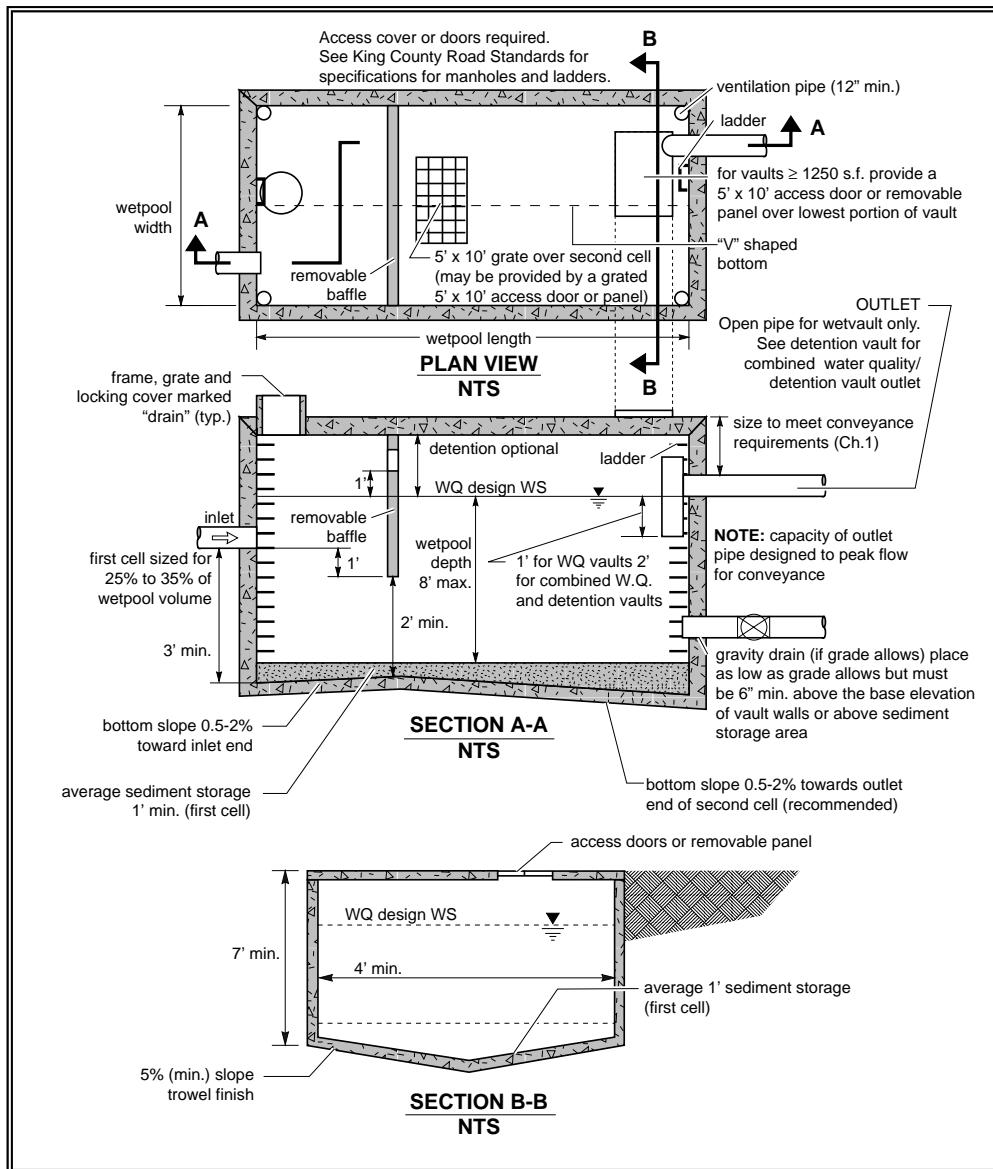 Access cover or doors required.
See King County Road Standards for
specifications for manholes and ladders.
B
ventilation pipe (12” min.)
ladder
A
for vaults ≥ 1250 s.f. provide a
5’ x 10’ access door or removable
panel over lowest portion of vault
wetpool
width
A
“V” shaped
bottom
removable
baffle
5’ x 10’ grate over second cell
(may be provided by a grated
5’ x 10’ access door or panel)
wetpool length
B
PLAN VIEW
NTS
OUTLET
Open pipe for wetvault only.
See detention vault for
combined water quality/
detention vault outlet
frame, grate and
locking cover marked
“drain” (typ.)
detention optional
ladder
size to meet conveyance
requirements (Ch.1)
1’
WQ design WS
inlet
removable
baffle
wetpool
depth
8’ max.
NOTE: capacity of outlet
pipe designed to peak flow
for conveyance
first cell sized for
25% to 35% of
wetpool volume
1’
1’ for WQ vaults 2’
for combined W.Q.
and detention vaults
2’ min.
3’ min.
gravity drain (if grade allows) place
as low as grade allows but must
be 6” min. above the base elevation
of vault walls or above sediment
storage area
bottom slope 0.5-2%
toward inlet end
SECTION A-A
NTS
average sediment storage
1’ min. (first cell)
bottom slope 0.5-2% towards outlet
end of second cell (recommended)
access doors or removable panel
WQ design WS
7’ min.
4’ min.
average 1’ sediment storage
(first cell)
5% (min.) slope
trowel finish
SECTION B-B
NTS